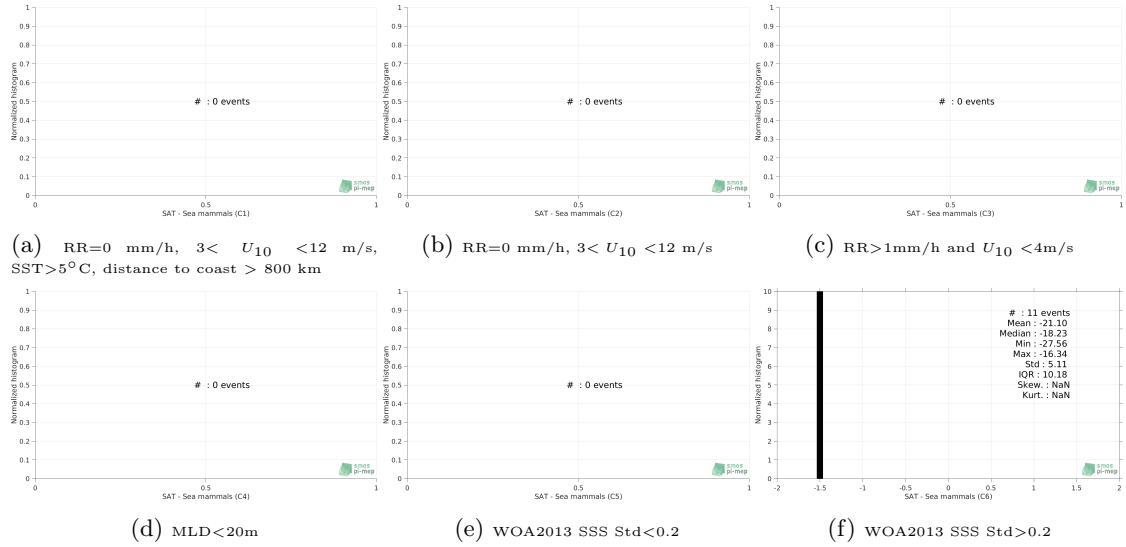 1
0.9
0.8
0.7
0.6
0.5
0.4
0.3
0.2
0.1
0
Normalized histogram
# : 0 events
smos
pi-mep
0 0.5 1
SAT - Sea mammals (C1)
(a) RR=0 mm/h, 3< U10 <12 m/s,
SST>5°C, distance to coast > 800 km
1
0.9
0.8
0.7
0.6
0.5
0.4
0.3
0.2
0.1
0
Normalized histogram
# : 0 events
smos
pi-mep
0 0.5 1
SAT - Sea mammals (C2)
(b) RR=0 mm/h, 3< U10 <12 m/s
1
0.9
0.8
0.7
0.6
0.5
0.4
0.3
0.2
0.1
0
Normalized histogram
# : 0 events
smos
pi-mep
0 0.5 1
SAT - Sea mammals (C3)
(c) RR>1mm/h and U10 <4m/s
1
0.9
0.8
0.7
0.6
0.5
0.4
0.3
0.2
0.1
0
Normalized histogram
# : 0 events
smos
pi-mep
0 0.5 1
SAT - Sea mammals (C4)
(d) MLD<20m
1
0.9
0.8
0.7
0.6
0.5
0.4
0.3
0.2
0.1
0
Normalized histogram
# : 0 events
smos
pi-mep
0 0.5 1
SAT - Sea mammals (C5)
(e) WOA2013 SSS Std<0.2
10
9
8
7
6
5
4
3
2
1
0
Normalized histogram
# : 11 events
Mean : -21.10
Median : -18.23
Min : -27.56
Max : -16.34
Std : 5.11
IQR : 10.18
Skew. : NaN
Kurt. : NaN
smos
pi-mep
-2 -1.5 -1 -0.5 0 0.5 1 1.5 2
SAT - Sea mammals (C6)
(f) WOA2013 SSS Std>0.2